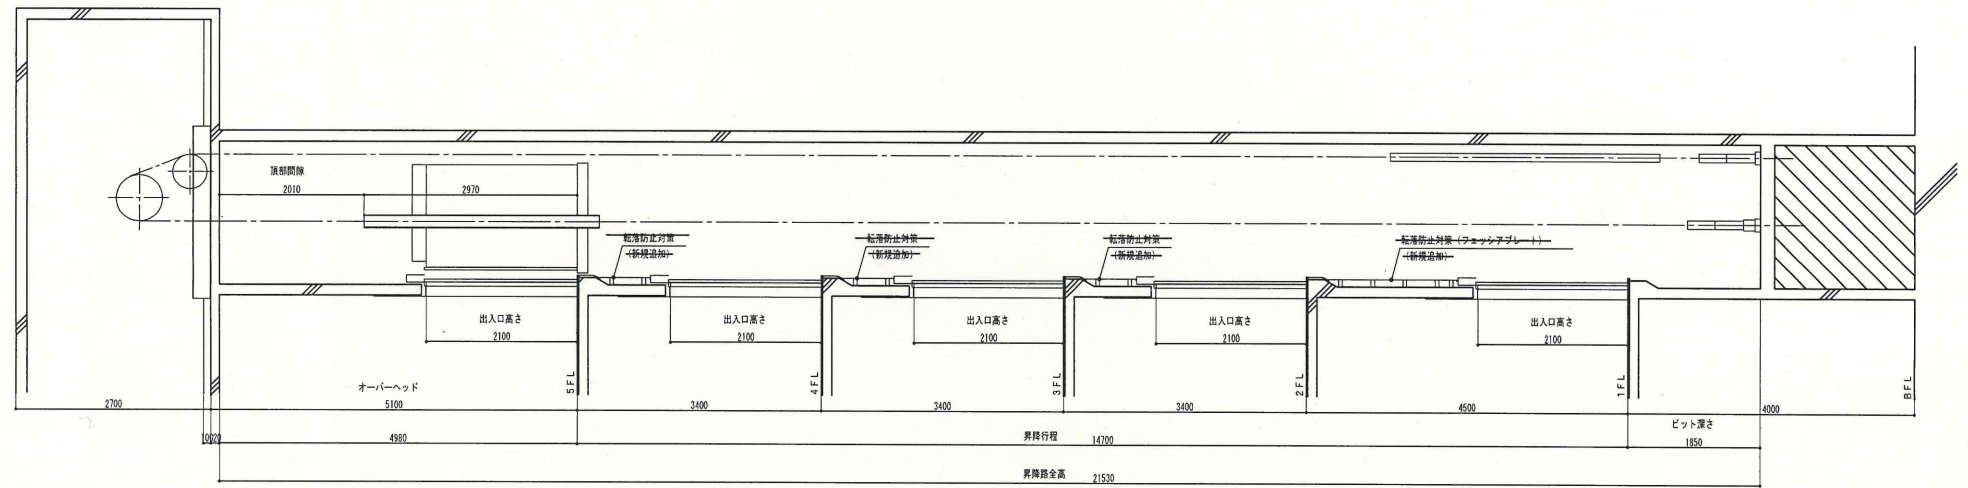 頂部間隙
2010
2970
転落防止対策
(新規追加)
転落防止対策
(新規追加)
転落防止対策
(新規追加)
転落防止対策(フェッシアプレート)
(新規追加)
出入口高さ
2100
出入口高さ
2100
出入口高さ
2100
出入口高さ
2100
出入口高さ
2100
5FL
4FL
3FL
2FL
1FL
BFL
オーバーヘッド
2700
5100
3400
3400
3400
4500
4000
4980
昇降行程
14700
ピット深さ
1850
昇降路全高
21530